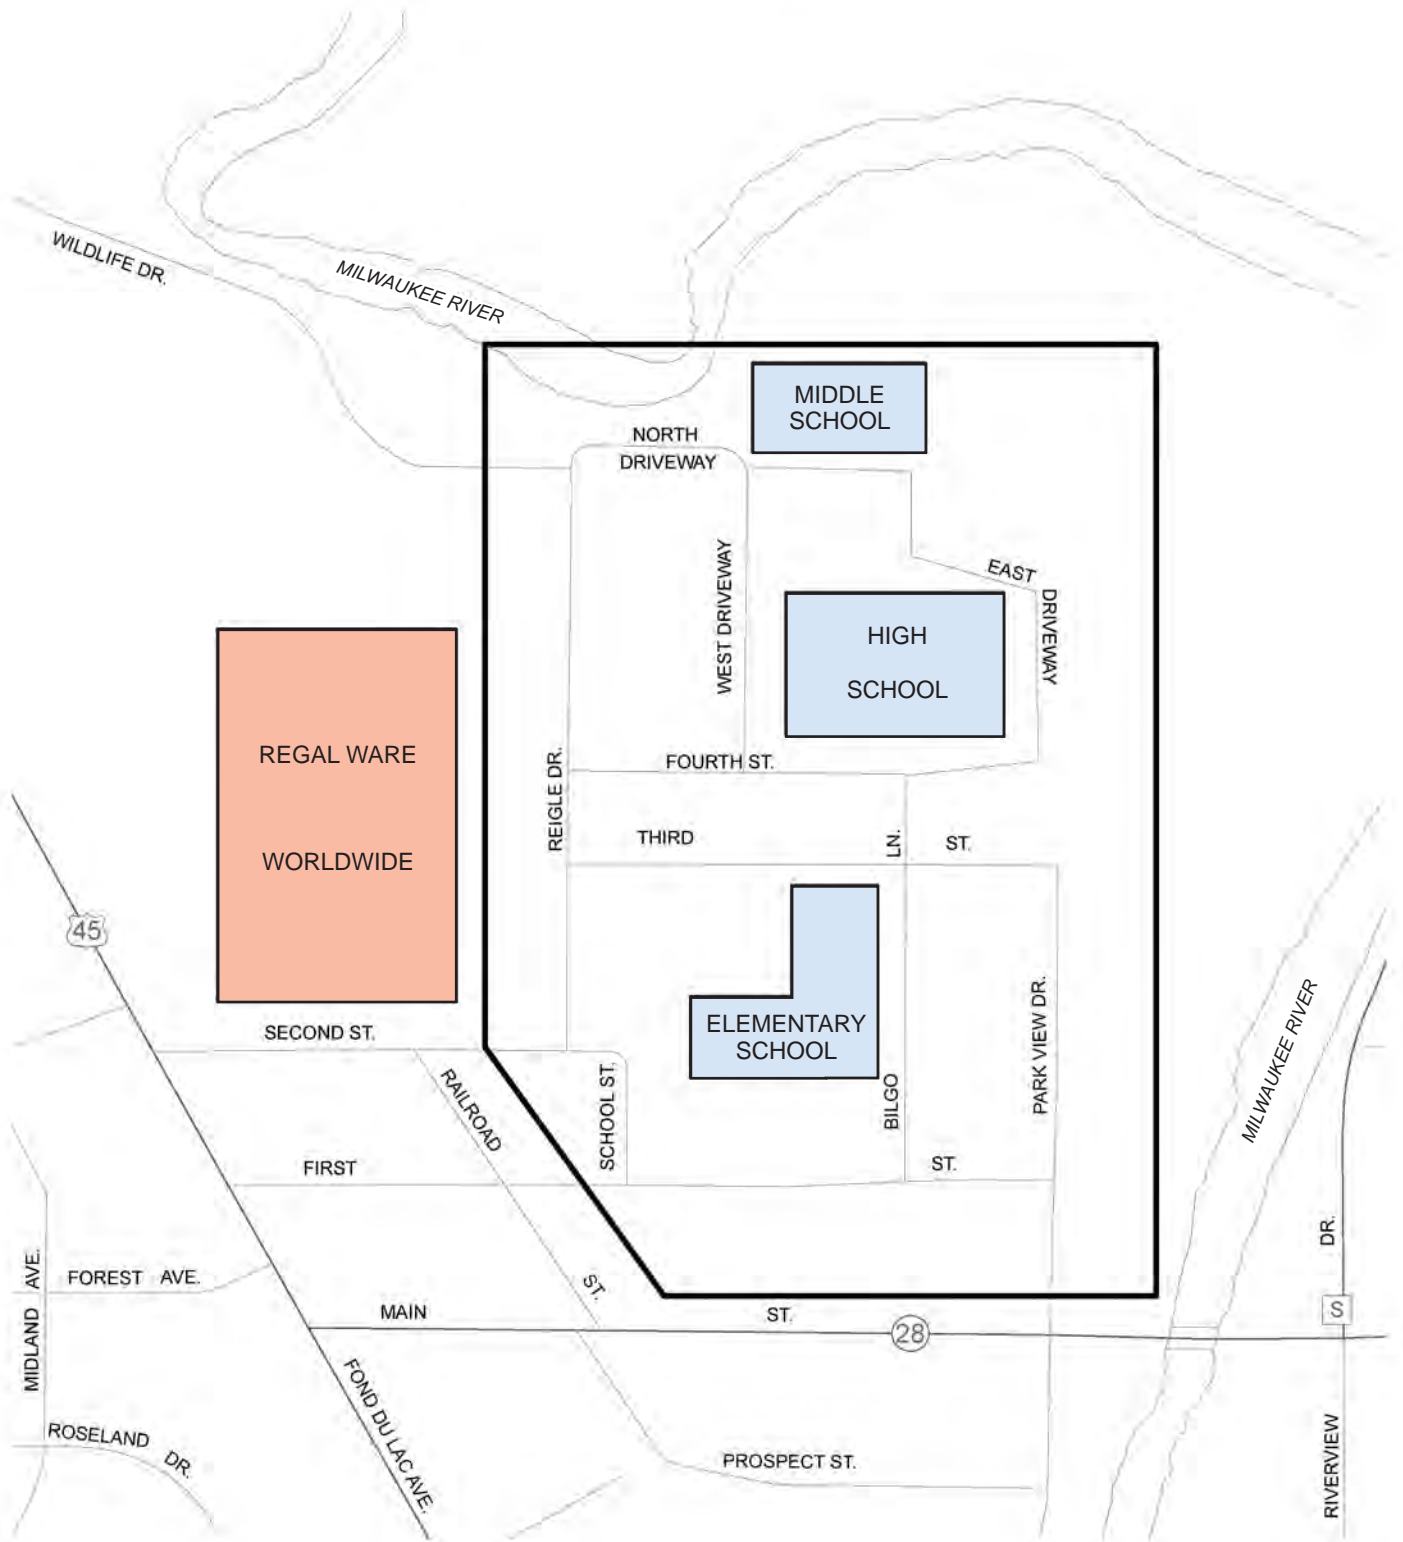 WILDLIFE DR.
MILWAUKEE RIVER
MIDDLE
SCHOOL
NORTH
DRIVEWAY
WEST DRIVEWAY
EAST
DRIVEWAY
HIGH
SCHOOL
REGAL WARE
WORLDWIDE
REIGLE DR.
FOURTH ST.
THIRD
LN.
ST.
45
ELEMENTARY
SCHOOL
PARK VIEW DR.
MILWAUKEE RIVER
SECOND ST.
RAILROAD
SCHOOL ST.
BILGO
FIRST
ST.
MIDLAND AVE.
FOREST AVE.
ST.
MAIN
ST.
28
DR.
S
FOND DU LAC AVE.
ROSELAND
DR.
PROSPECT ST.
RIVERVIEW